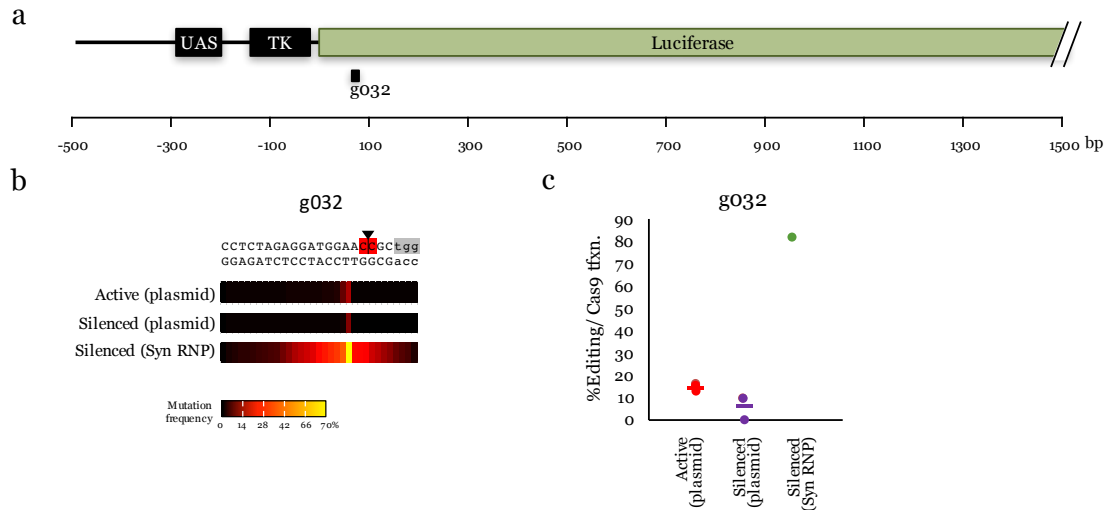 a
UAS
TK
Luciferase
g032
-500 -300 -100 100 300 500 700 900 1100 1300 1500 bp
b
g032
CCTCTAGAGGATGGAACCGCtgg
GGAGATCTCCTACCTTGGCGacc
Active (plasmid)
Silenced (plasmid)
Silenced (Syn RNP)
Mutation
frequency
0 14 28 42 66 70%
c
g032
%Editing/ Cas9 tfxn.
90
80
70
60
50
40
30
20
10
0
Active
(plasmid)
Silenced
(plasmid)
Silenced
(Syn RNP)